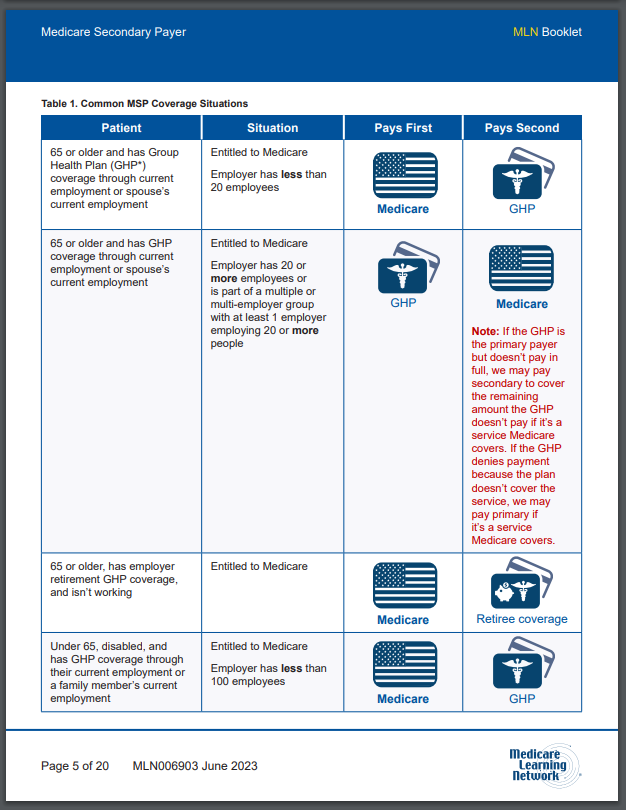 Medicare Secondary Payer
MLN Booklet
Table 1. Common MSP Coverage Situations
Patient
Situation
Pays First
Pays Second
65 or older and has Group
Health Plan (GHP*)
coverage through current
employment or spouse's
current employment
Entitled to Medicare
Employer has less than
20 employees
Medicare
GHP
65 or older and has GHP
coverage through current
employment or spouse's
current employment
Entitled to Medicare
Employer has 20 or
more employees or
is part of a multiple or
multi-employer group
with at least 1 employer
employing 20 or more
people
GHP
Medicare
Note: If the GHP is
the primary payer
but doesn't pay in
full, we may pay
secondary to cover
the remaining
amount the GHP
doesn't pay if it's a
service Medicare
covers. If the GHP
denies payment
because the plan
doesn't cover the
service, we may
pay primary if
it's a service
Medicare covers.
65 or older, has employer
retirement GHP coverage,
and isn't working
Entitled to Medicare
Medicare
Retiree coverage
Under 65, disabled, and
has GHP coverage through
their current employment or
a family member's current
employment
Entitled to Medicare
Employer has less than
100 employees
Medicare
GHP
Page 5 of 20
MLN006903 June 2023
Medicare
Learning
Network